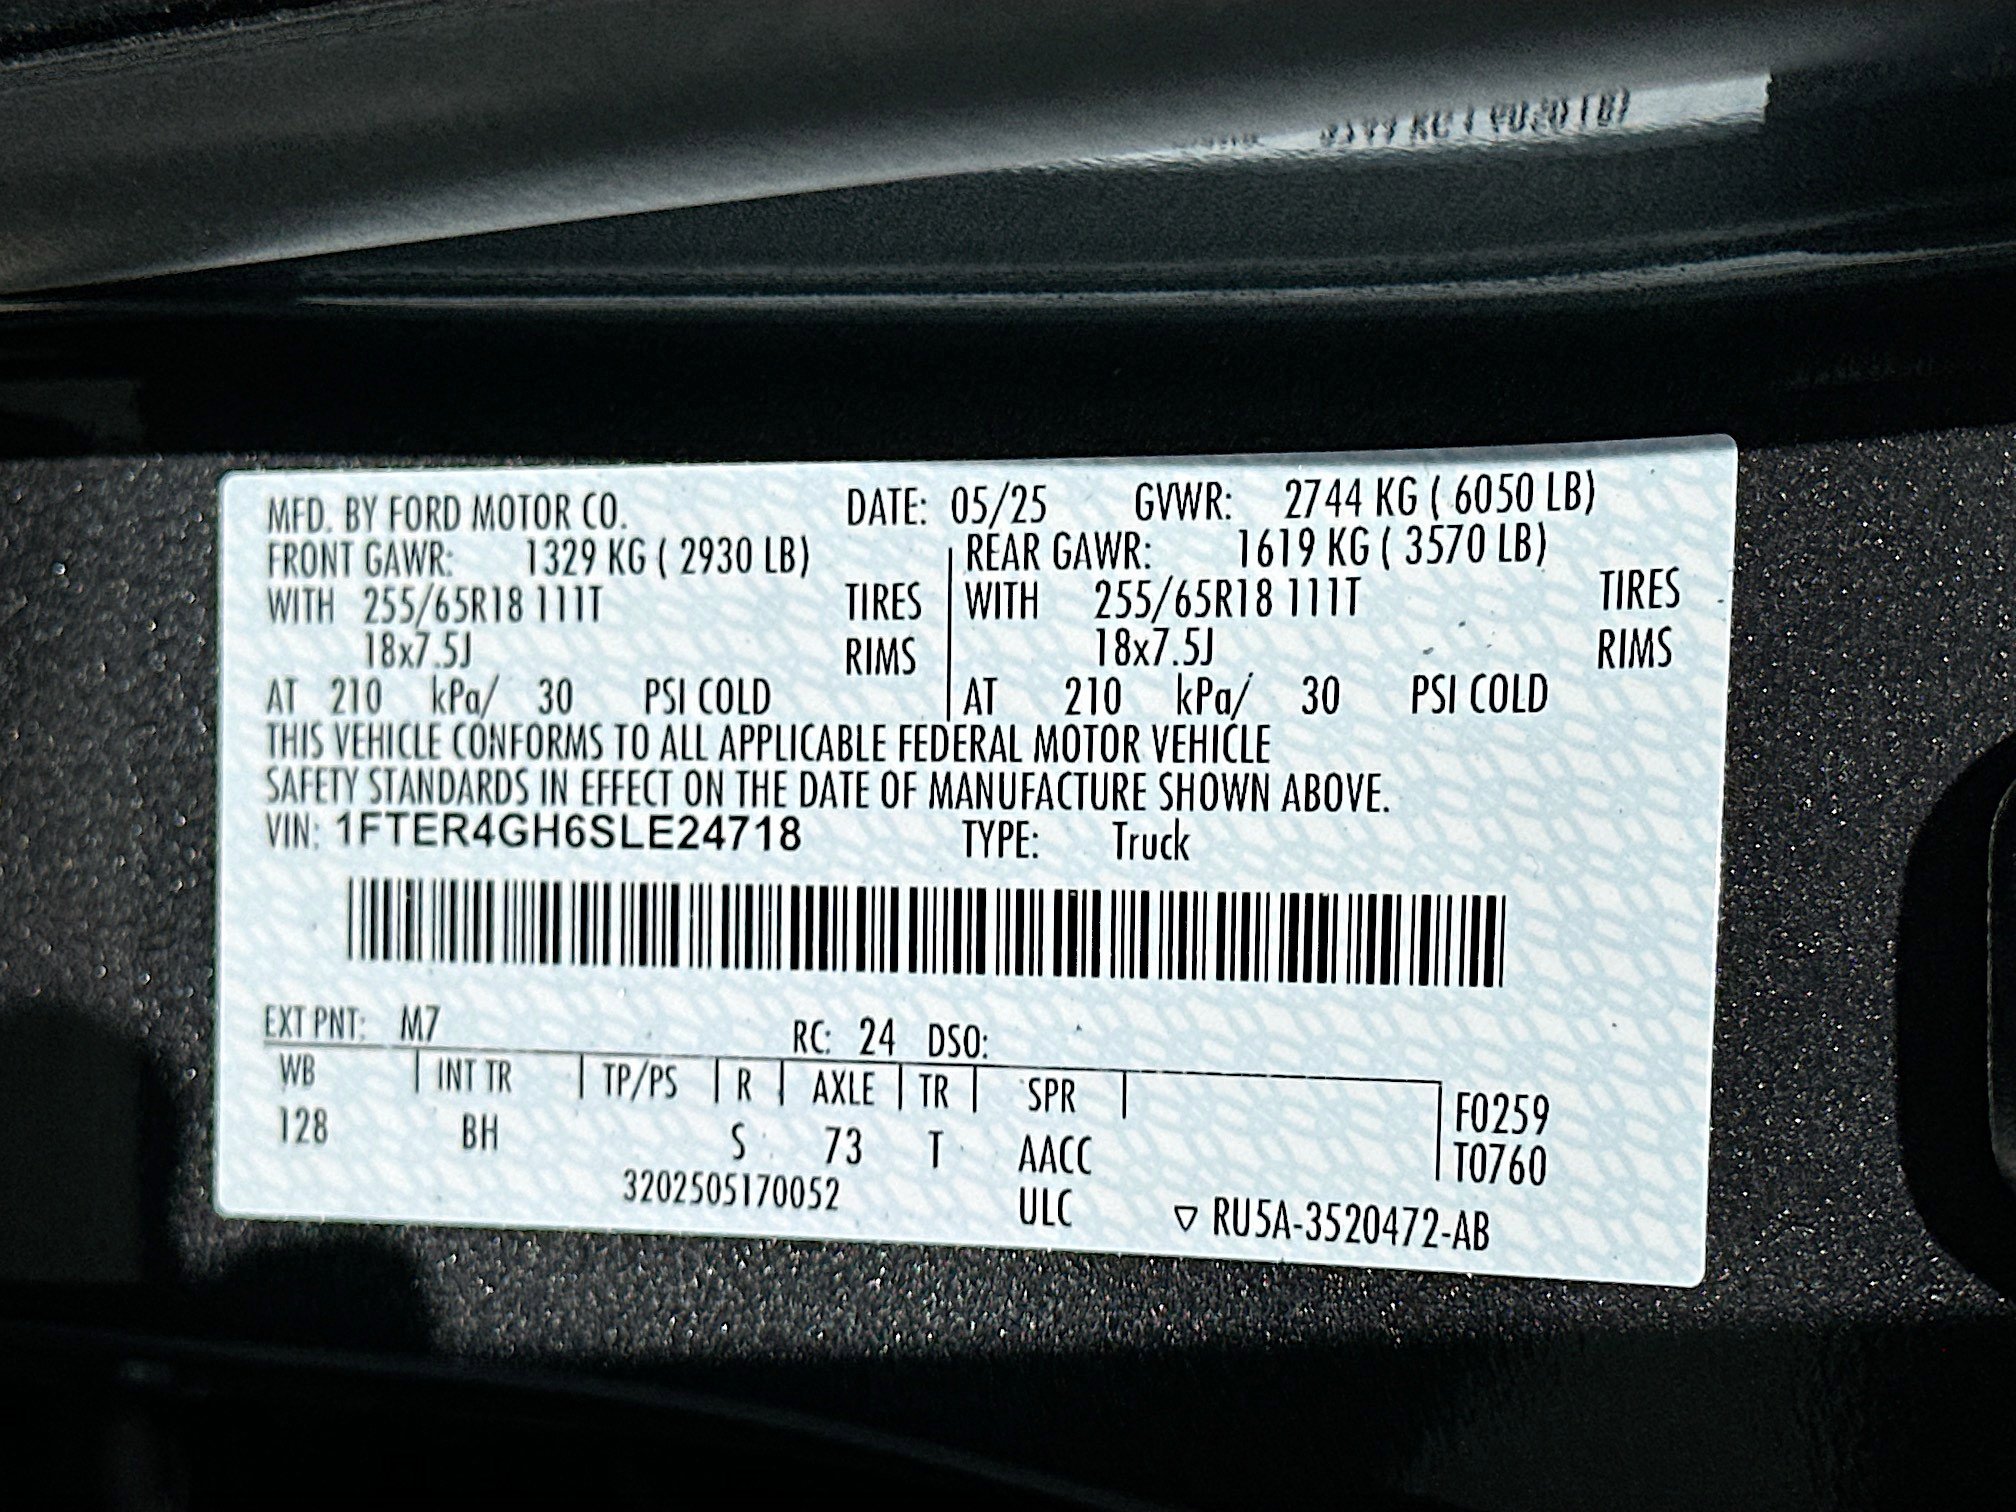 MFD. BY FORD MOTOR CO. DATE: 05/25 GVWR: 2744 KG ( 6050 LB)
FRONT GAWR: 1329 KG ( 2930 LB) REAR GAWR: 1619 KG ( 3570 LB)
WITH 255/65R18 111T TIRES WITH 255/65R18 111T TIRES
18x7.5J RIMS 18x7.5J RIMS
AT 210 kPa/ 30 PSI COLD AT 210 kPa/ 30 PSI COLD
THIS VEHICLE CONFORMS TO ALL APPLICABLE FEDERAL MOTOR VEHICLE
SAFETY STANDARDS IN EFFECT ON THE DATE OF MANUFACTURE SHOWN ABOVE.
VIN: 1FTER4GH6SLE24718 TYPE: Truck
EXT PNT: M7 RC: 24 DSO:
WB INT TR TP/PS R AXLE TR SPR F0259
128 BH S 73 T AACC T0760
3202505170052 ULC ▽ RU5A-3520472-AB